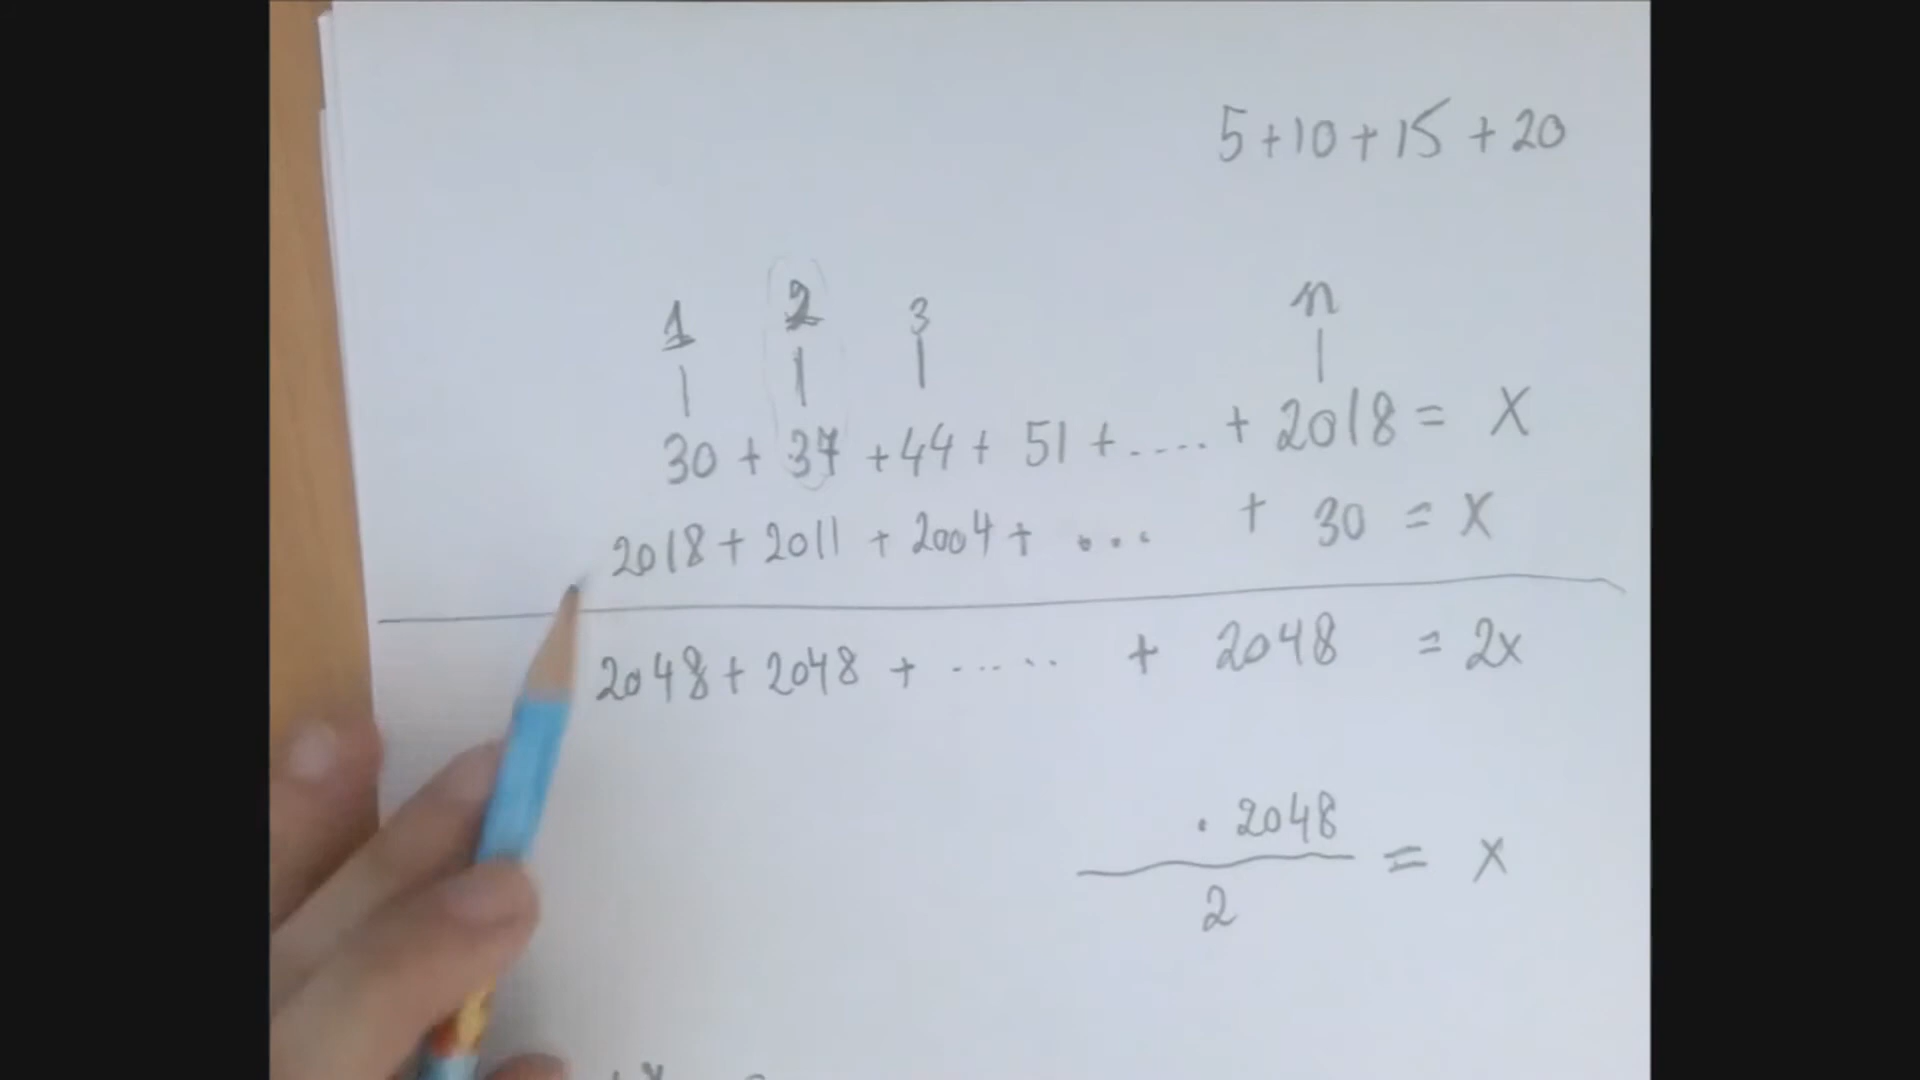 5+10+15+20
1 2 3 n
30 + 37 + 44 + 51 + .... + 2018 = X
2018 + 2011 + 2004 + ... + 30 = X
2048 + 2048 + ..... + 2048 = 2x
. 2048
= X
2